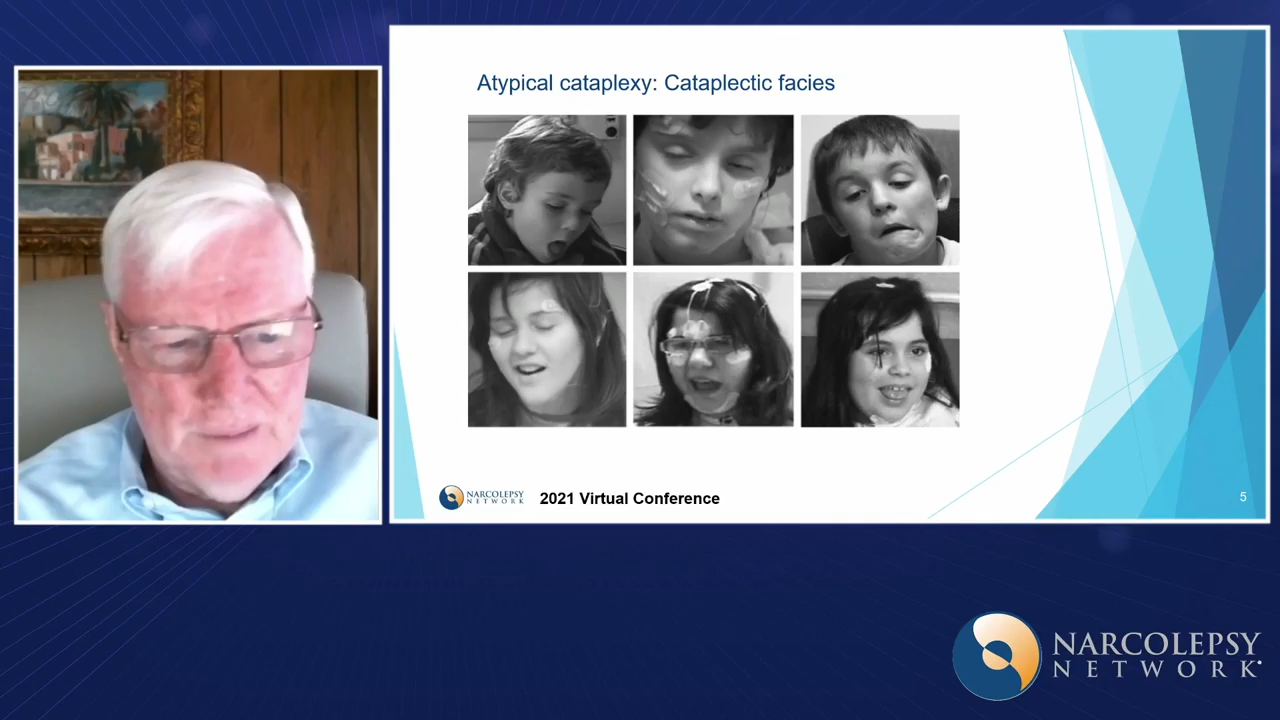 Atypical cataplexy: Cataplectic facies
NARCOLEPSY
NETWORK
2021 Virtual Conference
5
NARCOLEPSY
NETWORK